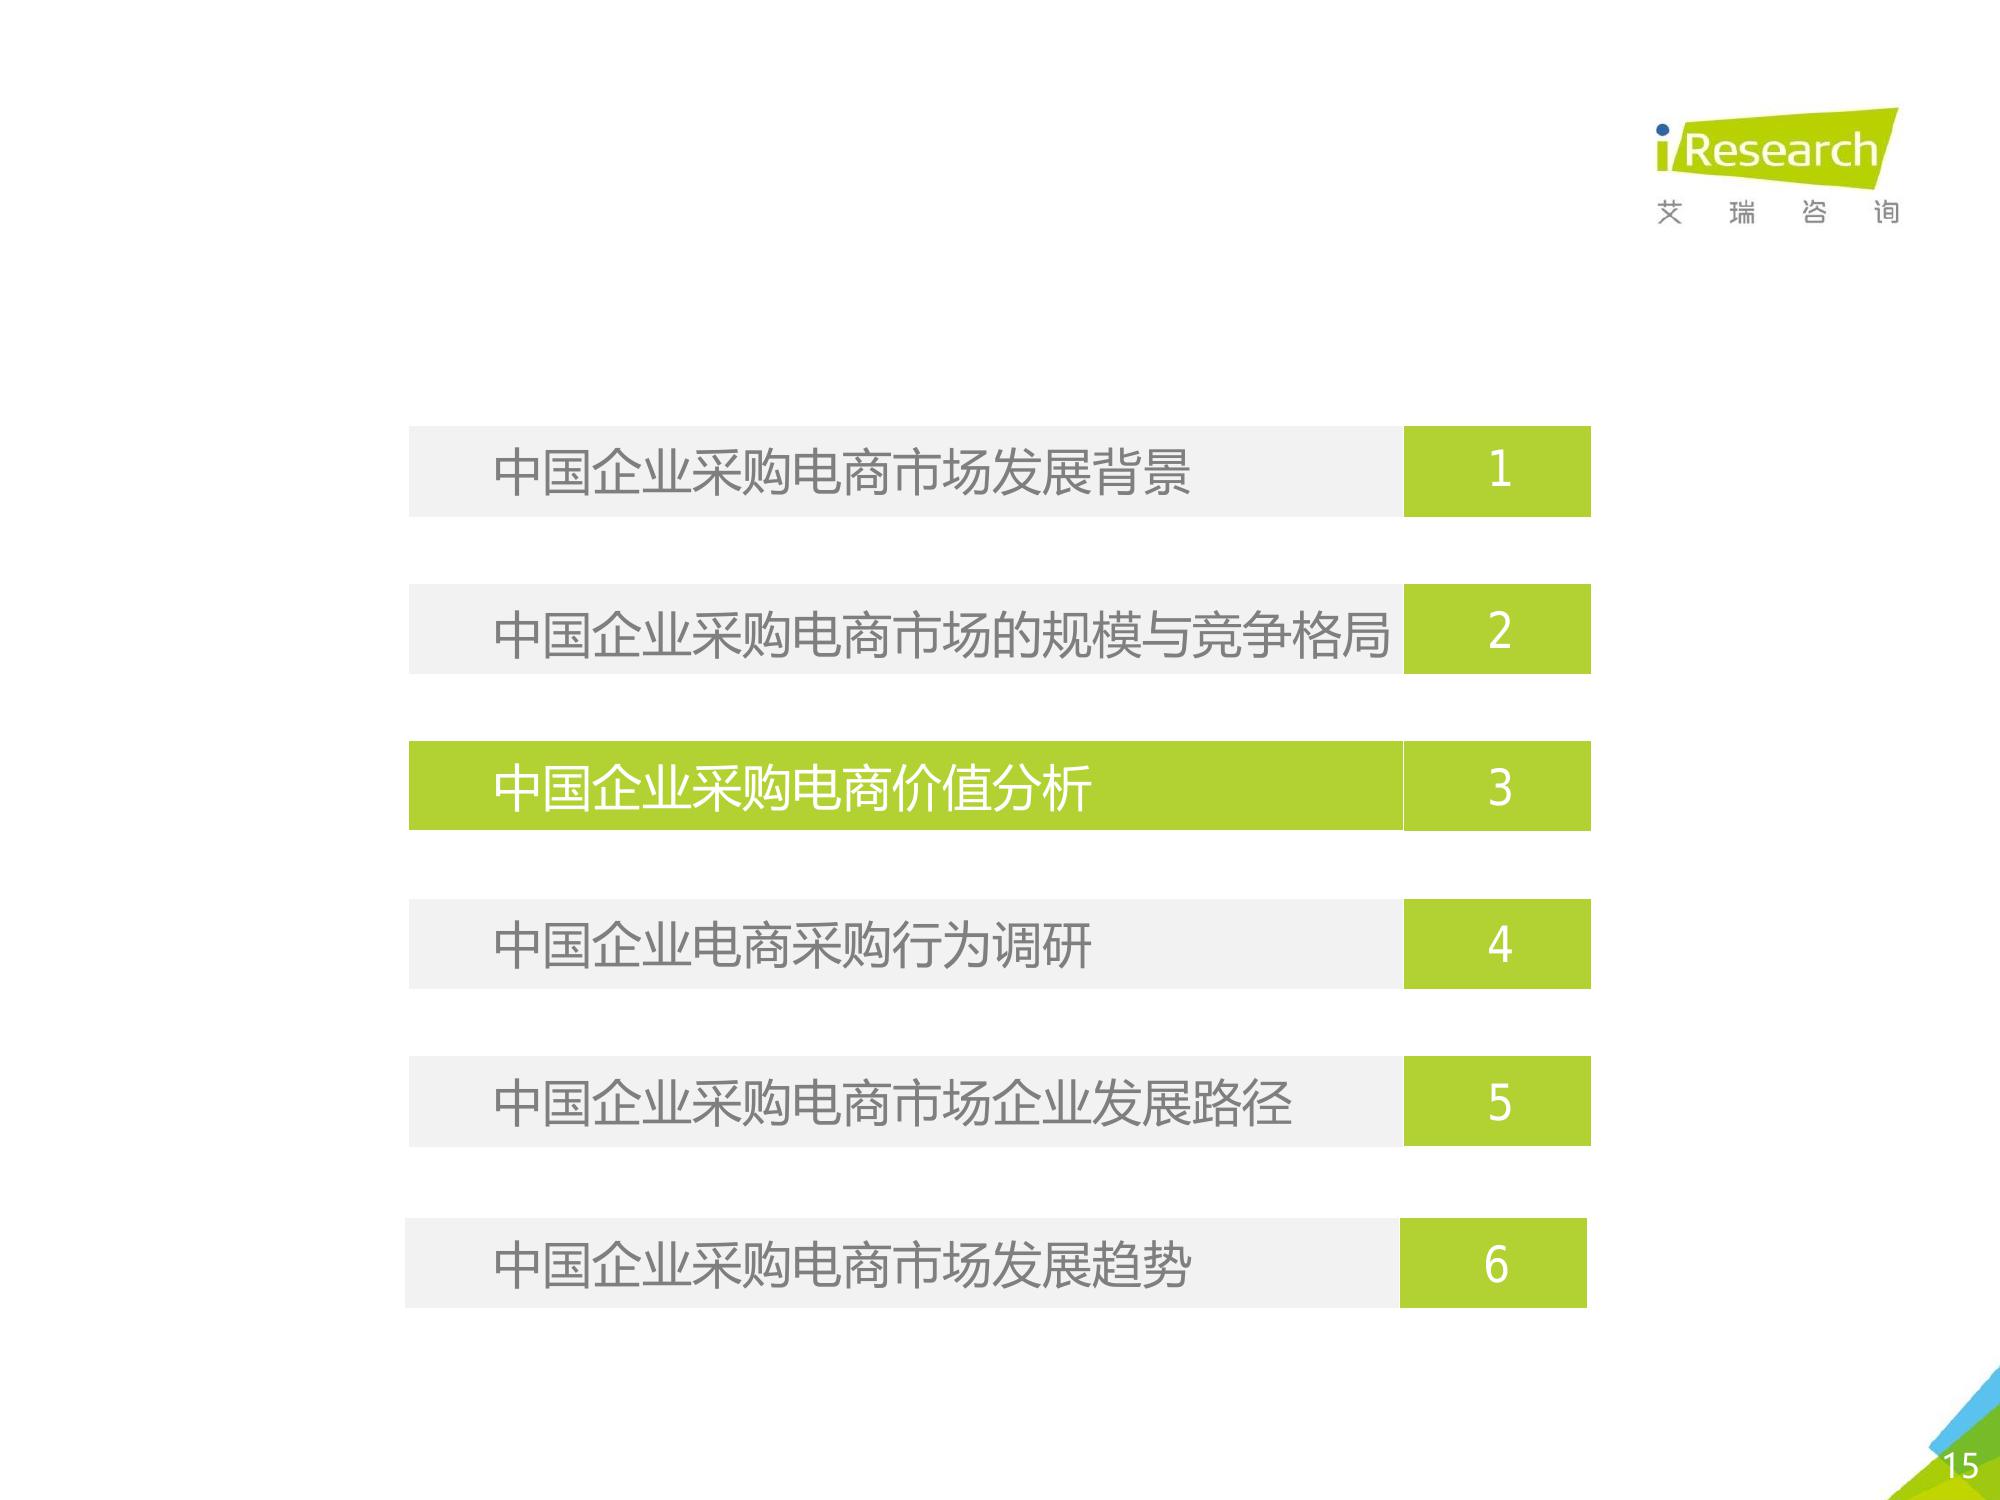 iResearch
艾瑞咨询
中国企业采购电商市场发展背景 1
中国企业采购电商市场的规模与竞争格局 2
中国企业采购电商价值分析 3
中国企业电商采购行为调研 4
中国企业采购电商市场企业发展路径 5
中国企业采购电商市场发展趋势 6
15